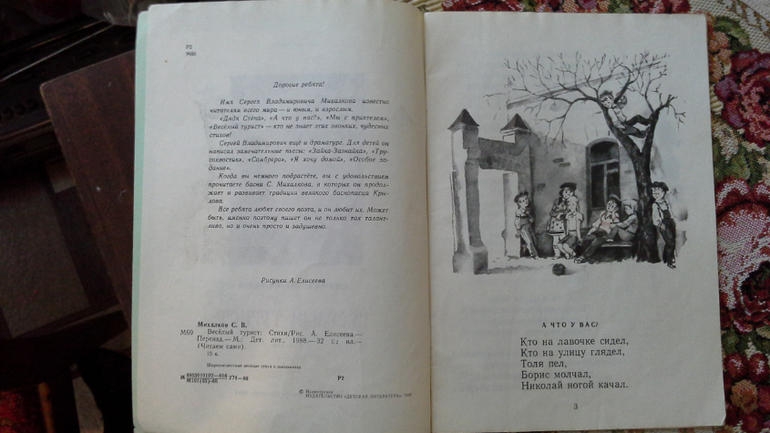 Р2
Дорогие ребята!
Имя Сергея Владимировича Михалкова известно
читателям всего мира — и юным, и взрослым.
«Дядя Стёпа», «А что у вас?», «Мы с приятелем»,
«Весёлый турист» — кто не знает этих звонких, чудесных
стихов!
Сергей Владимирович ещё и драматург. Для детей он
написал замечательные пьесы: «Зайка-Зазнайка», «Тру-
сохвостик», «Сомбреро», «Я хочу домой», «Особое за-
дание».
Когда вы немного подрастёте, вы с удовольствием
прочитаете басни С. Михалкова, в которых он продол-
жает и развивает традиции великого баснописца Кры-
лова.
Все ребята любят своего поэта, и он любит их. Может
быть, именно поэтому пишет он не только так талант-
ливо, но и очень просто и задушевно.
Рисунки А. Елисеева
Михалков С. В.
М69 Весёлый турист: Стихи/Рис. А. Елисеева.—
Переизд.— М.: Дет. лит., 1988.— 32 с.: ил.—
(Читаем сами).
15 к.
Р2
ИЗДАТЕЛЬСТВО «ДЕТСКАЯ ЛИТЕРАТУРА»
А ЧТО У ВАС?
Кто на лавочке сидел,
Кто на улицу глядел,
Толя пел,
Борис молчал,
Николай ногой качал.
3